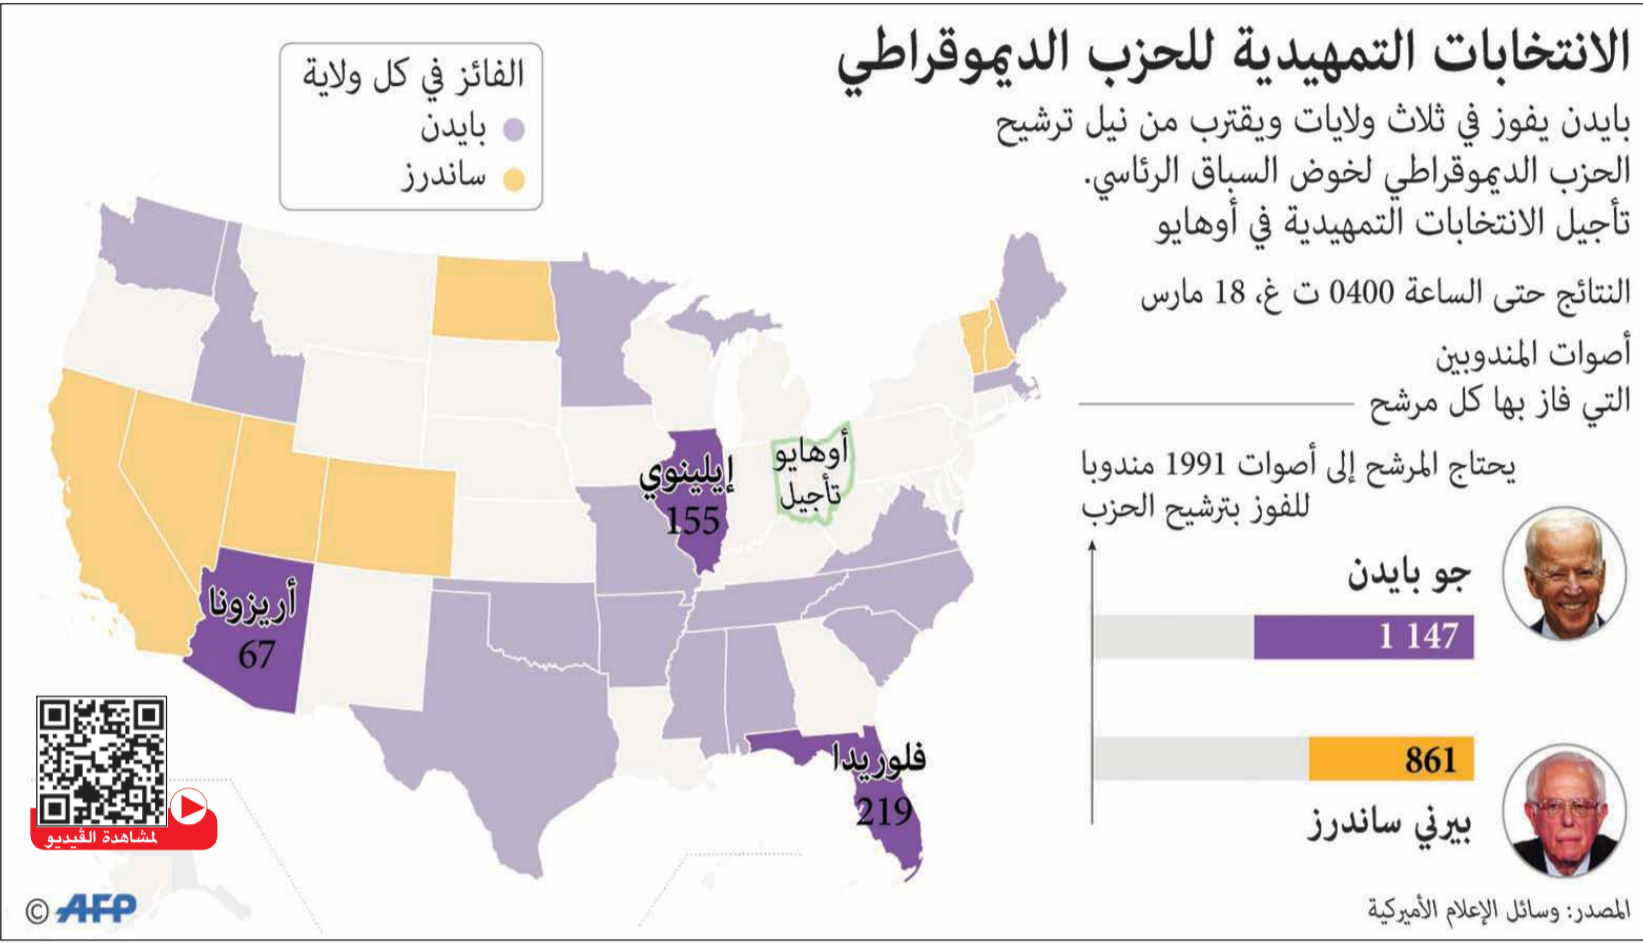 الانتخابات التمهيدية للحزب الديموقراطي
بايدن يفوز في ثلاث ولايات ويقترب من نيل ترشيح
الحزب الديموقراطي لخوض السباق الرئاسي.
تأجيل الانتخابات التمهيدية في أوهايو
النتائج حتى الساعة 0400 ت غ، 18 مارس
أصوات المندوبين
التي فاز بها كل مرشح
يحتاج المرشح إلى أصوات 1991 مندوبا
للفوز بترشيح الحزب
جو بايدن
1 147
861
بيرني ساندرز
المصدر: وسائل الإعلام الأميركية
الفائز في كل ولاية
بايدن
ساندرز
أوهايو
تأجيل
إيلينوي
155
أريزونا
67
فلوريدا
219
لمشاهدة الڤيديو
© AFP